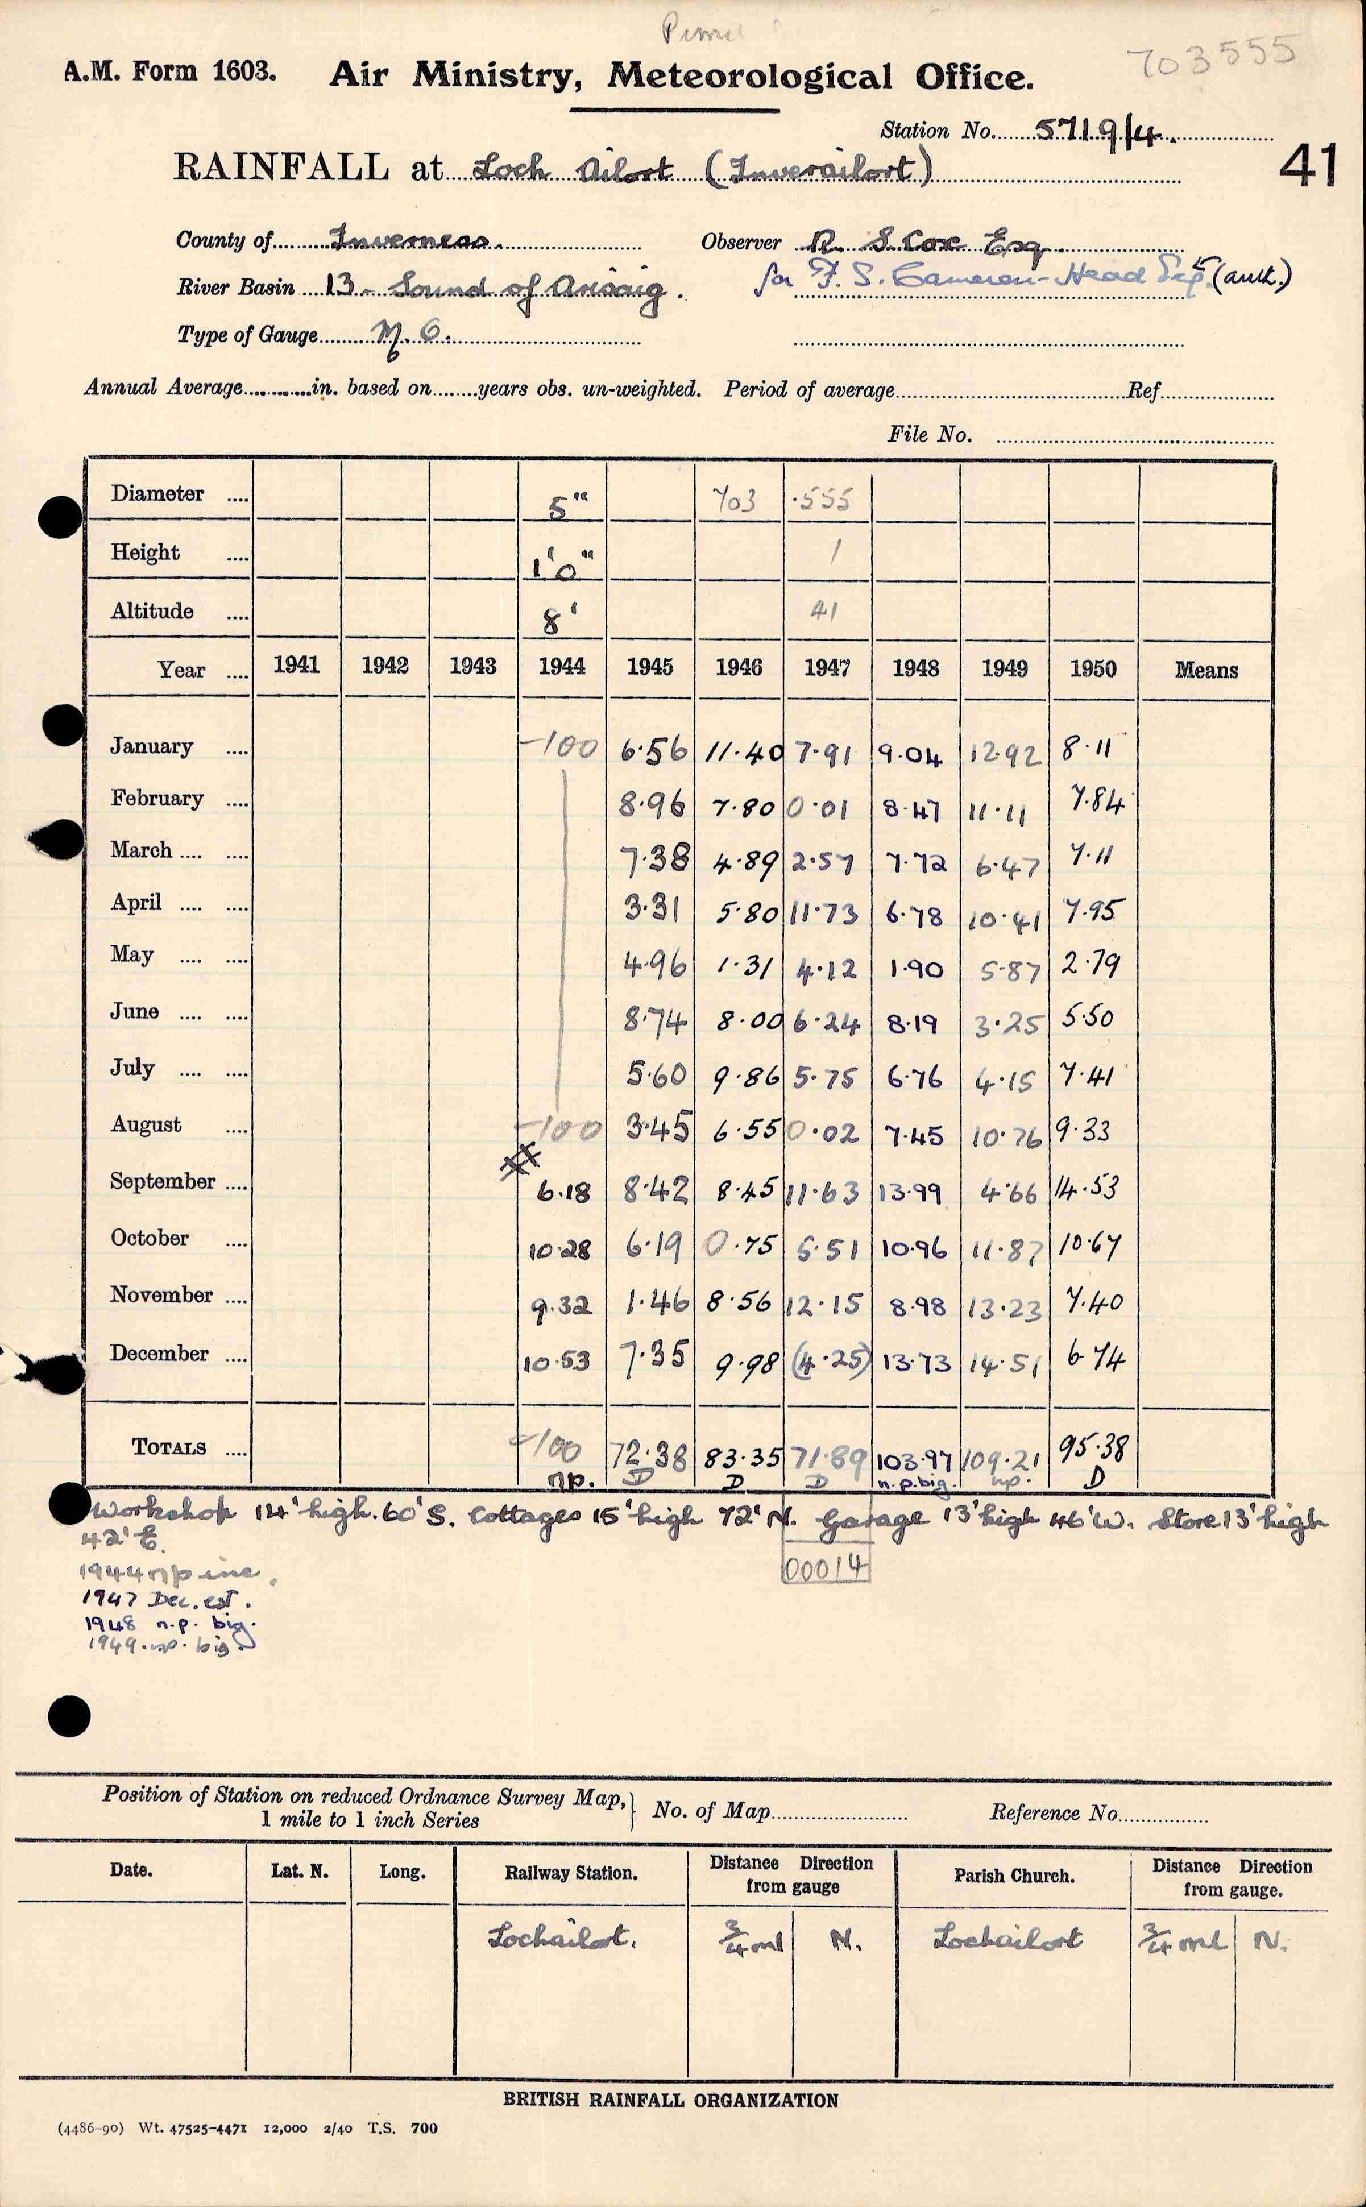 703555
A.M. Form 1603. Air Ministry, Meteorological Office.
Station No. 5719/4.
41
RAINFALL at Loch Ailort (Inverailort)
County of Inverness. Observer R. S. Cox Esq.
River Basin 13 - Sound of Arisaig. for F. S. Cameron-Head Esq. (auth.)
Type of Gauge M.O.
Annual Average in. based on years obs. un-weighted. Period of average Ref
File No.
Diameter 5" 703 .555
Height 1'0" 1
Altitude 8' 41
Year 1941 1942 1943 1944 1945 1946 1947 1948 1949 1950 Means
January -100 6.56 11.40 7.91 9.04 12.92 8.11
February 8.96 7.80 0.01 8.47 11.11 7.84
March 7.38 4.89 2.57 7.72 6.47 7.11
April 3.31 5.80 11.73 6.78 10.41 7.95
May 4.96 1.31 4.12 1.90 5.87 2.79
June 8.74 8.00 6.24 8.19 3.25 5.50
July 5.60 9.86 5.75 6.76 4.15 7.41
August -100 3.45 6.55 0.02 7.45 10.76 9.33
September 6.18 8.42 8.45 11.63 13.99 4.66 14.53
October 10.28 6.19 0.75 5.51 10.96 11.87 10.67
November 9.32 1.46 8.56 12.15 8.98 13.23 7.40
December 10.53 7.35 9.98 (4.25) 13.73 14.51 6.74
TOTALS -100 72.38 83.35 71.89 103.97 109.21 95.38
n.p. D D D n.p. big. n.p. D
Workshop 14' high. 60' S. Cottages 15' high 72' N. Garage 13' high 46' W. Store 13' high
42' E.
00014
1944 n p inc.
1947 Dec. est.
1948 n.p. big.
1949. n.p. big.
Position of Station on reduced Ordnance Survey Map, 1 mile to 1 inch Series No. of Map Reference No.
Date. Lat. N. Long. Railway Station. Distance Direction from gauge Parish Church. Distance Direction from gauge.
Lochailort. 3/4 ml N. Lochailort 3/4 ml N.
BRITISH RAINFALL ORGANIZATION
(4486-90) Wt. 47525-4471 12,000 2/40 T.S. 700